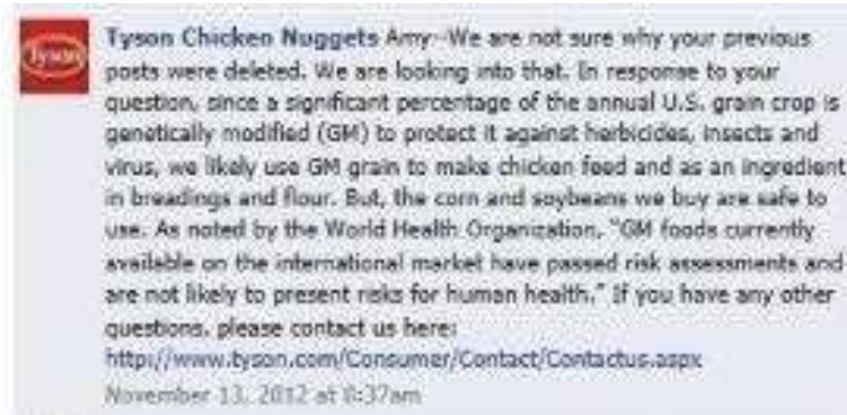 Tyson
Tyson Chicken Nuggets Amy--We are not sure why your previous
posts were deleted. We are looking into that. In response to your
question, since a significant percentage of the annual U.S. grain crop is
genetically modified (GM) to protect it against herbicides, insects and
virus, we likely use GM grain to make chicken feed and as an ingredient
in breadings and flour. But, the corn and soybeans we buy are safe to
use. As noted by the World Health Organization, "GM foods currently
available on the international market have passed risk assessments and
are not likely to present risks for human health." If you have any other
questions, please contact us here:
http://www.tyson.com/Consumer/Contact/Contactus.aspx
November 13, 2012 at 8:37am